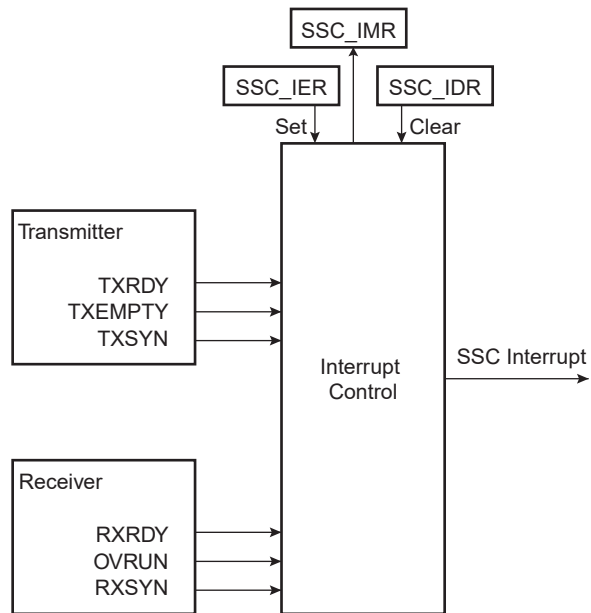 SSC_IMR
SSC_IER
SSC_IDR
Set
Clear
Transmitter
TXRDY
TXEMPTY
TXSYN
Interrupt
Control
SSC Interrupt
Receiver
RXRDY
OVRUN
RXSYN